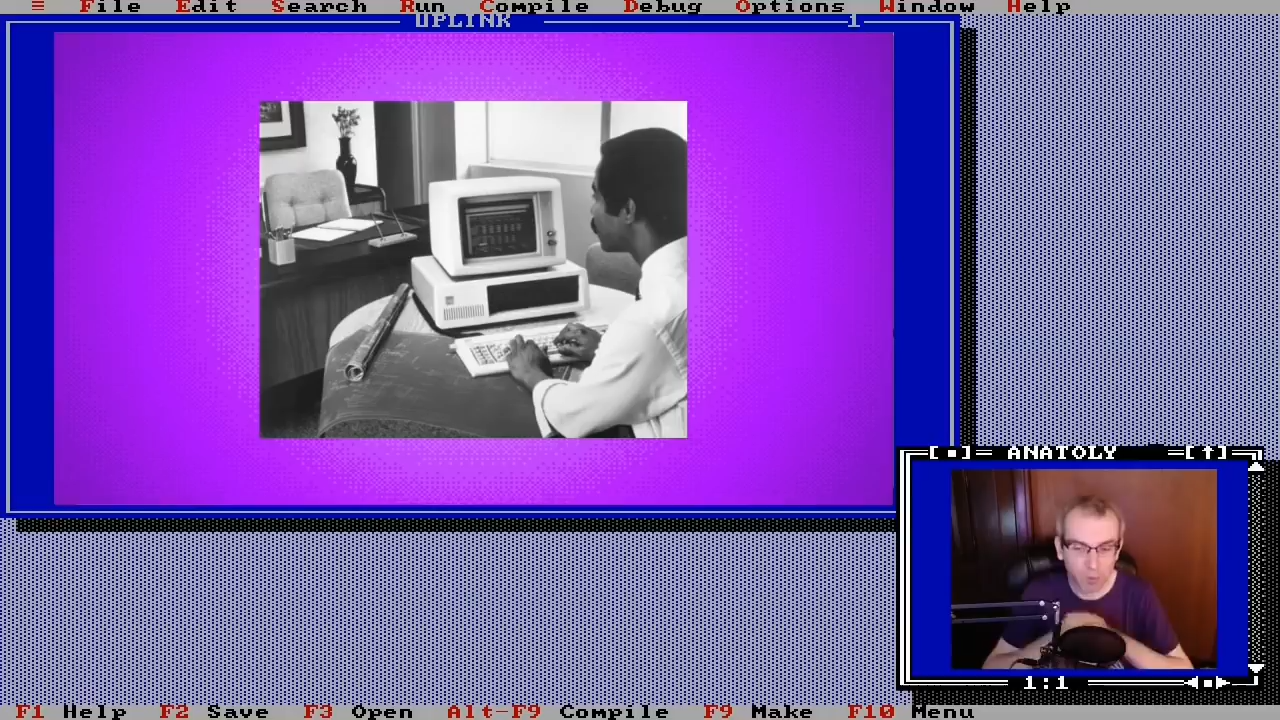 ≡ File Edit Search Run Compile Debug Options Window Help
UPLINK 1
[▪] ANATOLY [↑]
1:1
F1 Help F2 Save F3 Open Alt-F9 Compile F9 Make F10 Menu